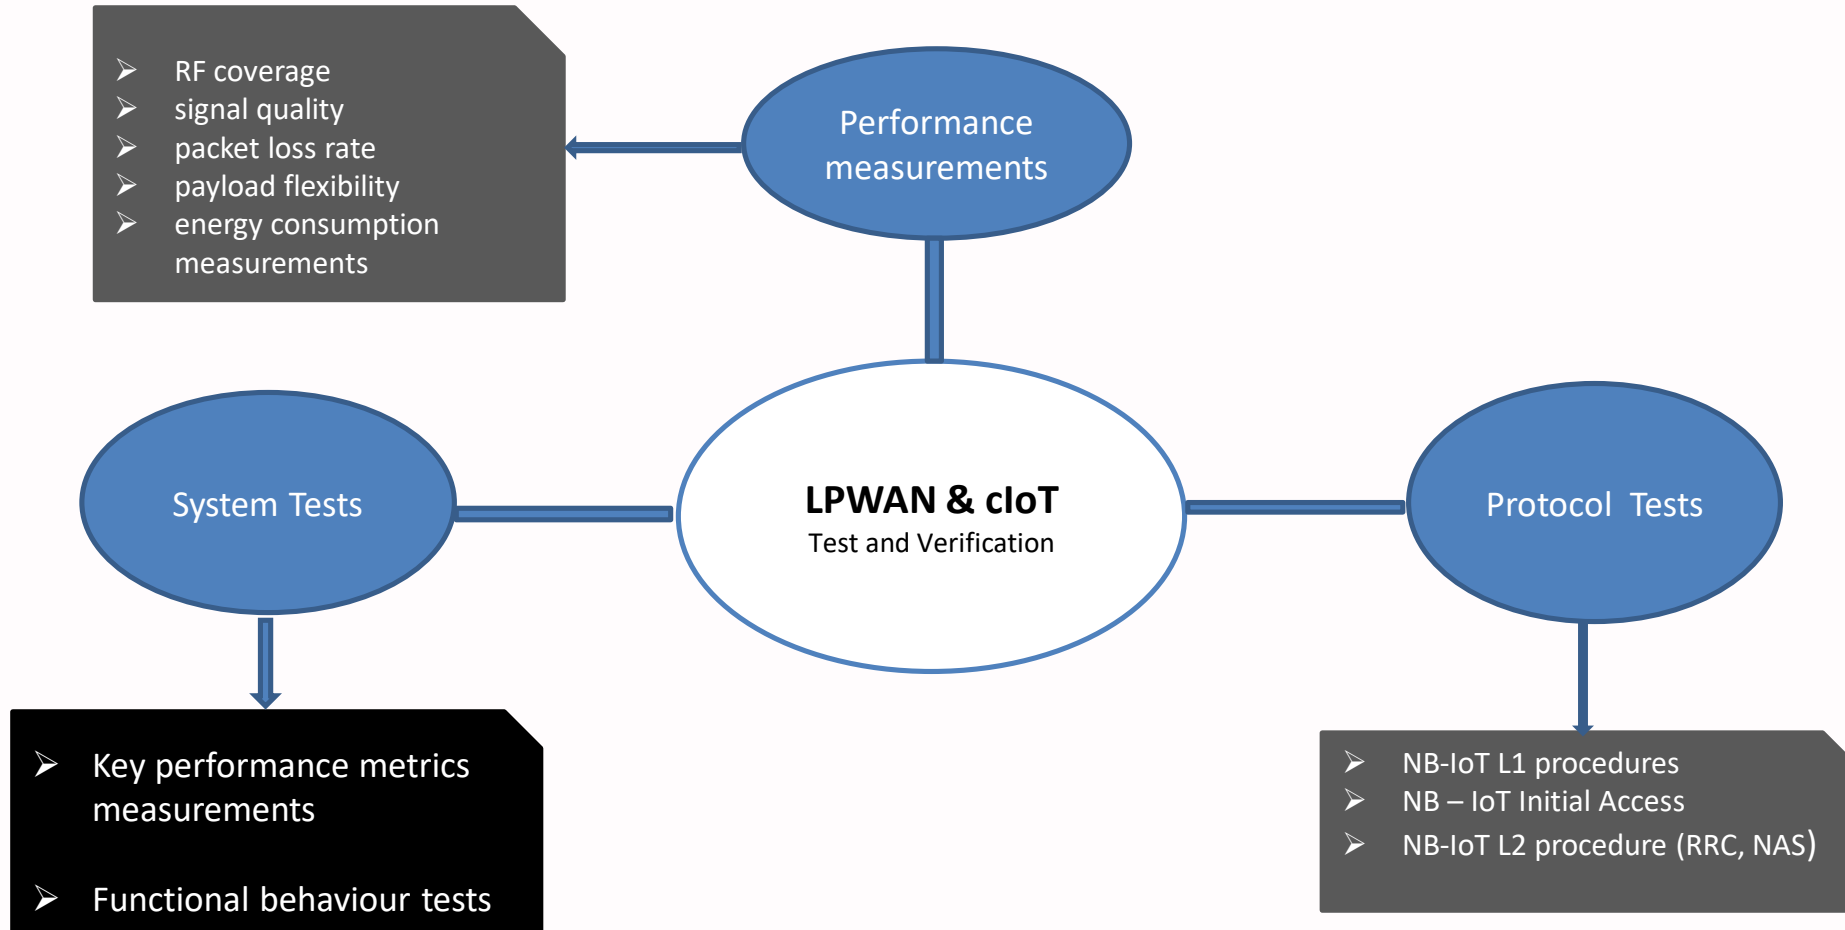 RF coverage
signal quality
packet loss rate
payload flexibility
energy consumption
measurements
Performance
measurements
System Tests
LPWAN & cIoT
Test and Verification
Protocol Tests
Key performance metrics
measurements
Functional behaviour tests
NB-IoT L1 procedures
NB – IoT Initial Access
NB-IoT L2 procedure (RRC, NAS)